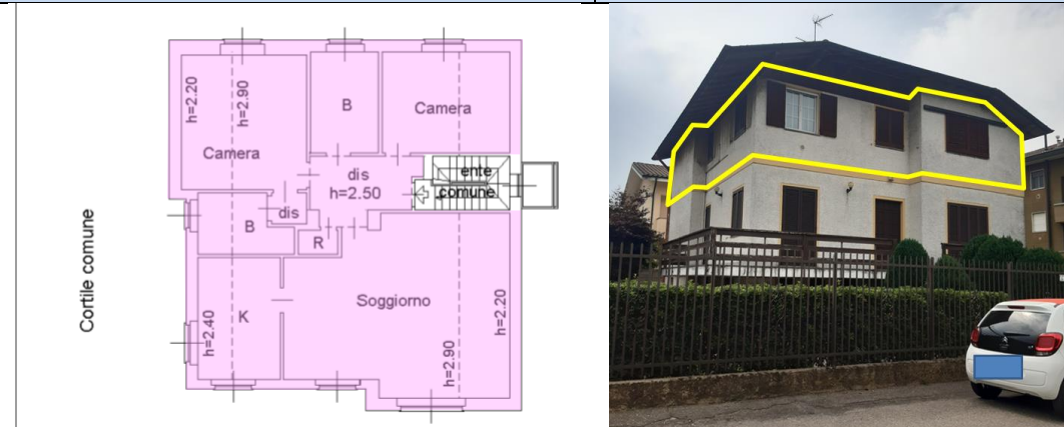 h=2.20
h=2.90
B
Camera
Camera
dis
h=2.50
ente
comune
dis
B
R
Cortile comune
Soggiorno
h=2.20
K
h=2.40
h=2.90